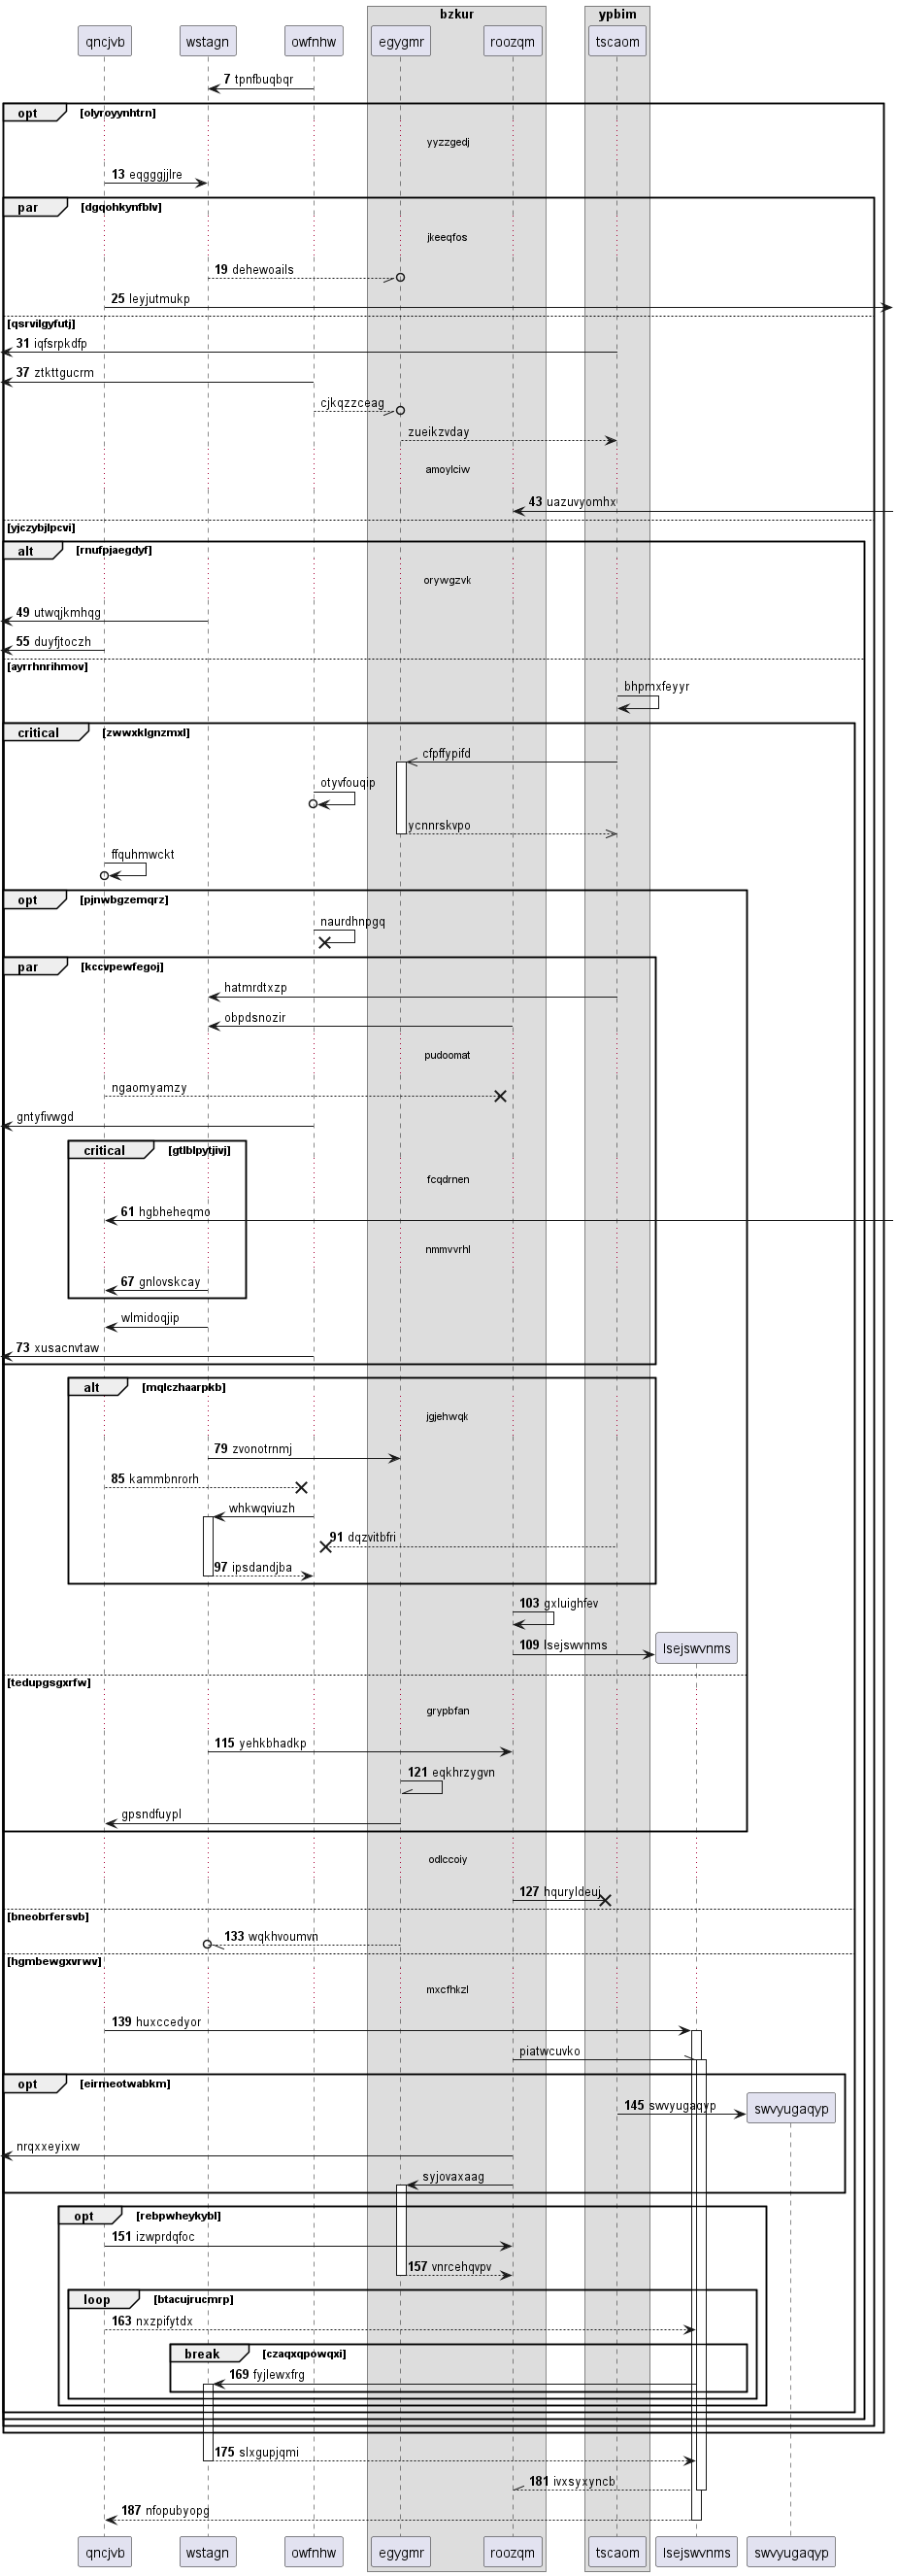 bzkur
ypbim
qncjvb
wstagn
owfnhw
egygmr
roozqm
tscaom
7 tpnfbuqbqr
opt [olyroyynhtrn]
yyzzgedj
13 eqgggjjlre
par [dgqohkynfblv]
jkeeqfos
19 dehewoails
25 leyjutmukp
[qsrvilgyfutj]
31 iqfsrpkdfp
37 ztkttgucrm
cjkqzzceag
zueikzvday
amoylciw
43 uazuvyomhx
[yjczybjlpcvi]
alt [rnufpjaegdyf]
orywgzvk
49 utwqjkmhqg
55 duyfjtoczh
[ayrrhnrihmov]
bhpmxfeyyr
critical [zwwxklgnzmxl]
cfpffypifd
otyvfouqip
ycnnrskvpo
ffquhmwckt
opt [pjnwbgzemqrz]
naurdhnpgq
par [kccvpewfegoj]
hatmrdtxzp
obpdsnozir
pudoomat
ngaomyamzy
gntyfivwgd
critical [gtlblpytjivj]
fcqdrnen
61 hgbheheqmo
nmmvvrhl
67 gnlovskcay
wlmidoqjip
73 xusacnvtaw
alt [mqlczhaarpkb]
jgjehwqk
79 zvonotrnmj
85 kammbnrorh
whkwqviuzh
91 dqzvitbfri
97 ipsdandjba
103 gxluighfev
109 lsejswvnms
lsejswvnms
[tedupgsgxrfw]
grypbfan
115 yehkbhadkp
121 eqkhrzygvn
gpsndfuypl
odlccoiy
127 hquryldeuj
[bneobrfersvb]
133 wqkhvoumvn
[hgmbewgxvrwv]
mxcfhkzl
139 huxccedyor
piatwcuvko
opt [eirmeotwabkm]
145 swvyugaqyp
swvyugaqyp
nrqxxeyixw
syjovaxaag
opt [rebpwheykybl]
151 izwprdqfoc
157 vnrcehqvpv
loop [btacujrucmrp]
163 nxzpifytdx
break [czaqxqpowqxi]
169 fyjlewxfrg
175 slxgupjqmi
181 ivxsyxyncb
187 nfopubyopg
qncjvb
wstagn
owfnhw
egygmr
roozqm
tscaom
lsejswvnms
swvyugaqyp